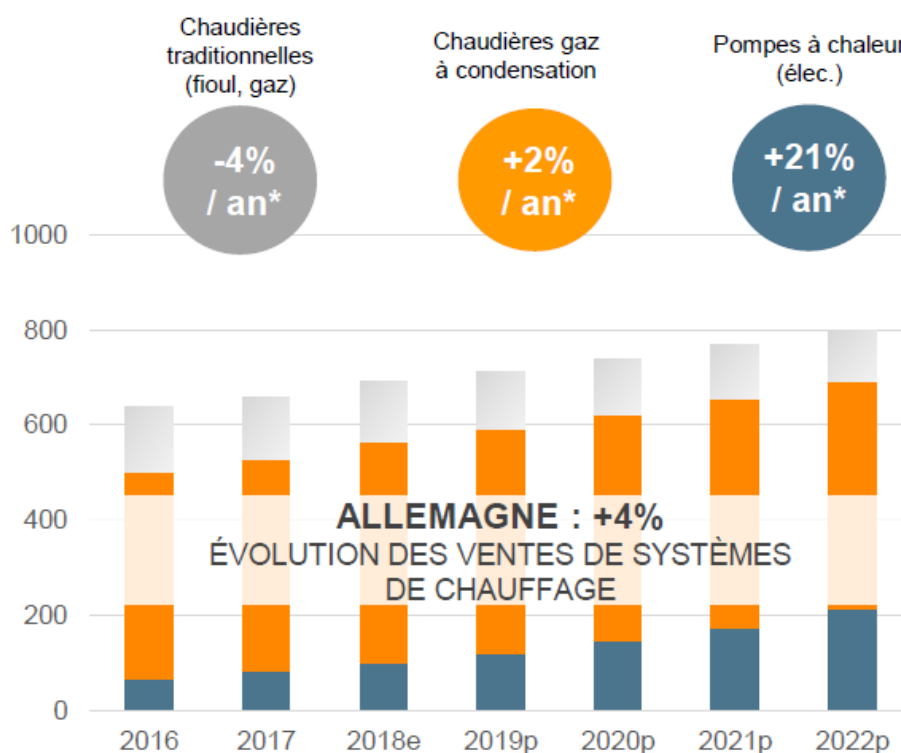 Chaudières
traditionnelles
(fioul, gaz)
Chaudières gaz
à condensation
Pompes à chaleur
(élec.)
-4%
/ an*
+2%
/ an*
+21%
/ an*
1000
800
600
400
200
0
ALLEMAGNE : +4%
ÉVOLUTION DES VENTES DE SYSTÈMES
DE CHAUFFAGE
2016 2017 2018e 2019p 2020p 2021p 2022p